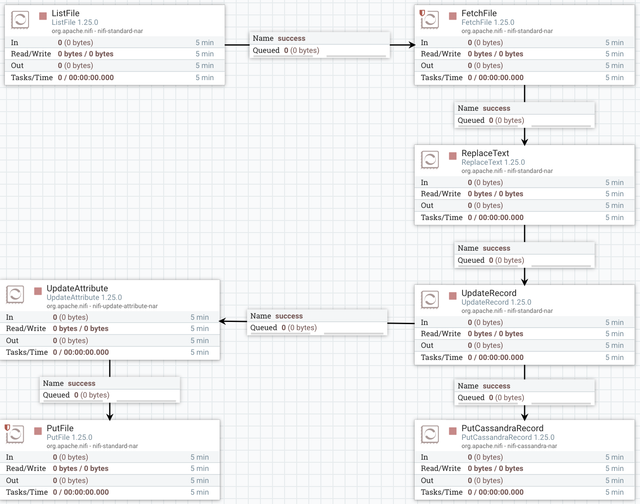 ListFile
ListFile 1.25.0
org.apache.nifi - nifi-standard-nar
In 0 (0 bytes) 5 min
Read/Write 0 bytes / 0 bytes 5 min
Out 0 (0 bytes) 5 min
Tasks/Time 0 / 00:00:00.000 5 min
Name success
Queued 0 (0 bytes)
FetchFile
FetchFile 1.25.0
org.apache.nifi - nifi-standard-nar
In 0 (0 bytes) 5 min
Read/Write 0 bytes / 0 bytes 5 min
Out 0 (0 bytes) 5 min
Tasks/Time 0 / 00:00:00.000 5 min
Name success
Queued 0 (0 bytes)
ReplaceText
ReplaceText 1.25.0
org.apache.nifi - nifi-standard-nar
In 0 (0 bytes) 5 min
Read/Write 0 bytes / 0 bytes 5 min
Out 0 (0 bytes) 5 min
Tasks/Time 0 / 00:00:00.000 5 min
Name success
Queued 0 (0 bytes)
UpdateRecord
UpdateRecord 1.25.0
org.apache.nifi - nifi-standard-nar
In 0 (0 bytes) 5 min
Read/Write 0 bytes / 0 bytes 5 min
Out 0 (0 bytes) 5 min
Tasks/Time 0 / 00:00:00.000 5 min
Name success
Queued 0 (0 bytes)
UpdateAttribute
UpdateAttribute 1.25.0
org.apache.nifi - nifi-update-attribute-nar
In 0 (0 bytes) 5 min
Read/Write 0 bytes / 0 bytes 5 min
Out 0 (0 bytes) 5 min
Tasks/Time 0 / 00:00:00.000 5 min
Name success
Queued 0 (0 bytes)
PutFile
PutFile 1.25.0
org.apache.nifi - nifi-standard-nar
In 0 (0 bytes) 5 min
Read/Write 0 bytes / 0 bytes 5 min
Out 0 (0 bytes) 5 min
Tasks/Time 0 / 00:00:00.000 5 min
Name success
Queued 0 (0 bytes)
PutCassandraRecord
PutCassandraRecord 1.25.0
org.apache.nifi - nifi-cassandra-nar
In 0 (0 bytes) 5 min
Read/Write 0 bytes / 0 bytes 5 min
Out 0 (0 bytes) 5 min
Tasks/Time 0 / 00:00:00.000 5 min